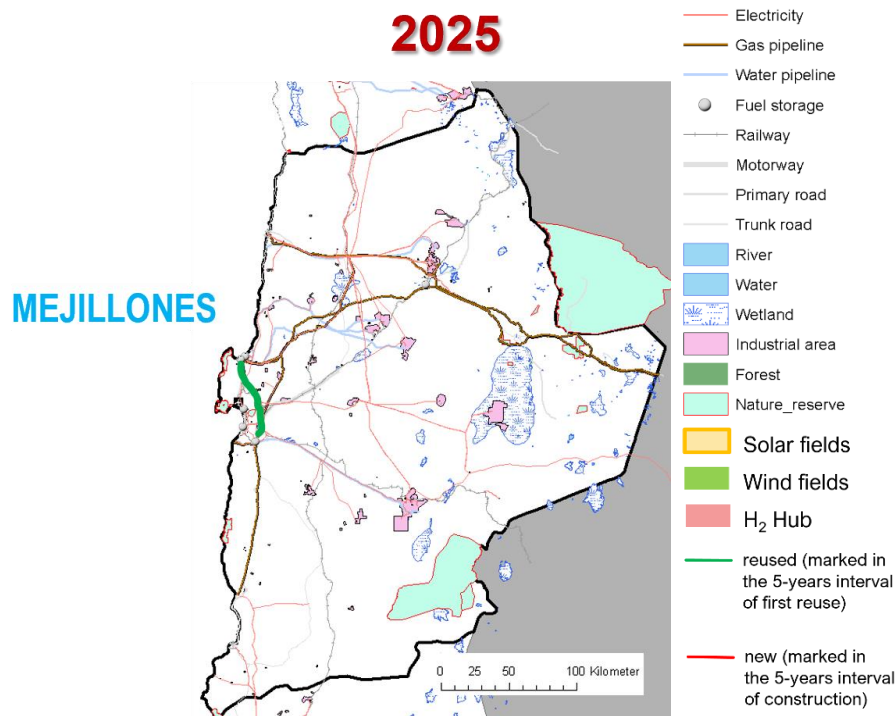 2025
MEJILLONES
0 25 50 100 Kilometer
Electricity
Gas pipeline
Water pipeline
Fuel storage
Railway
Motorway
Primary road
Trunk road
River
Water
Wetland
Industrial area
Forest
Nature_reserve
Solar fields
Wind fields
H₂ Hub
reused (marked in
the 5-years interval
of first reuse)
new (marked in
the 5-years interval
of construction)